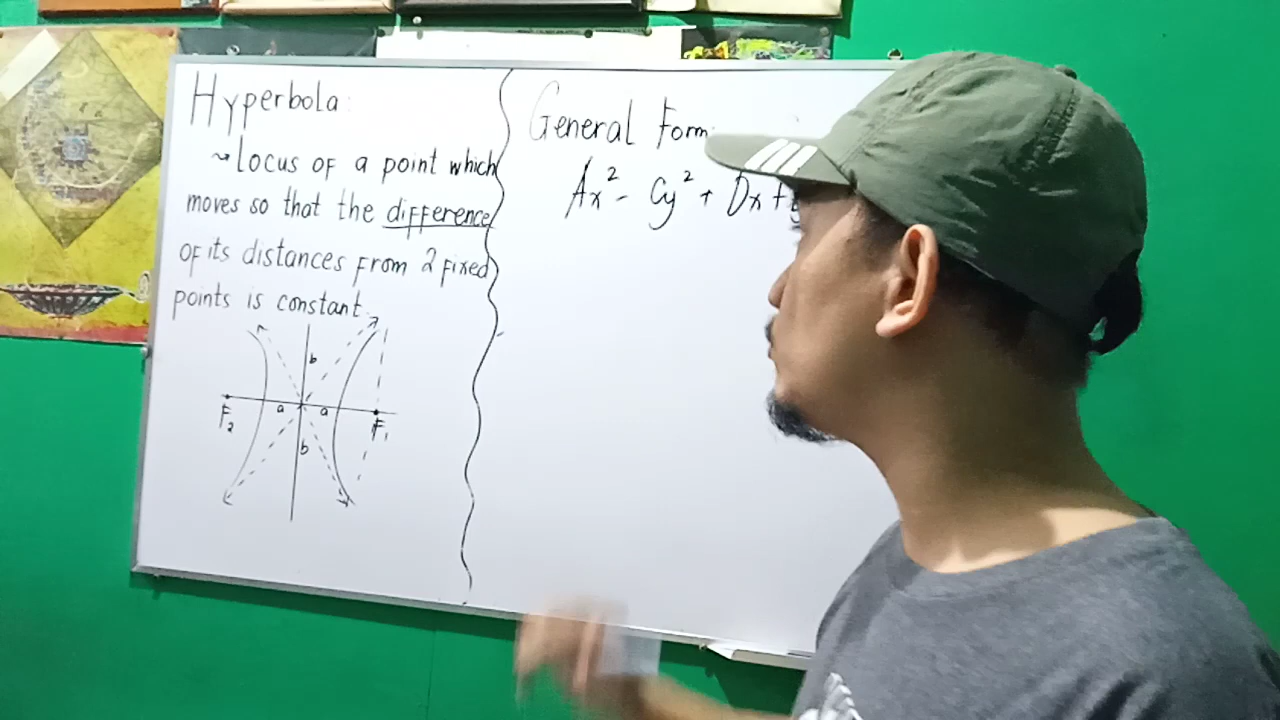 Hyperbola:
~ Locus of a point which
moves so that the difference
of its distances from 2 fixed
points is constant.
b
a a
F₂ F₁
b
General Form:
Ax² - Cy² + Dx +